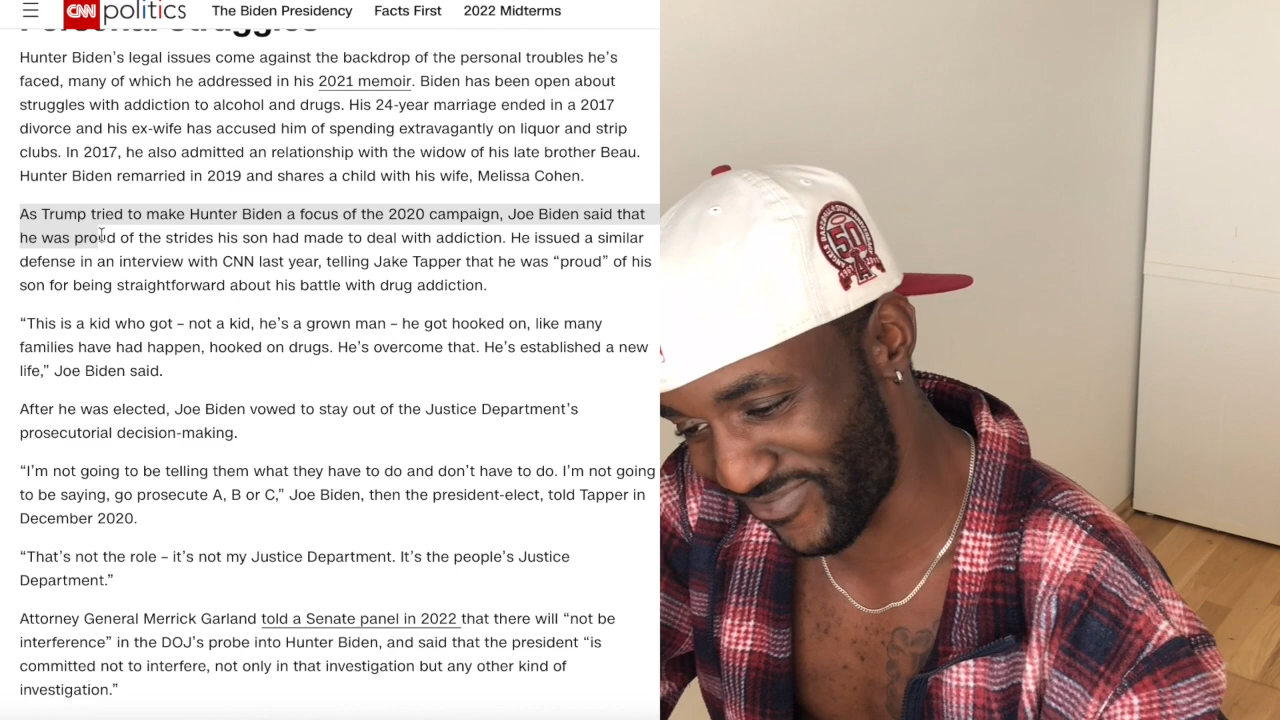 CNN politics The Biden Presidency Facts First 2022 Midterms
Personal Struggles
Hunter Biden’s legal issues come against the backdrop of the personal troubles he’s
faced, many of which he addressed in his 2021 memoir. Biden has been open about
struggles with addiction to alcohol and drugs. His 24-year marriage ended in a 2017
divorce and his ex-wife has accused him of spending extravagantly on liquor and strip
clubs. In 2017, he also admitted an relationship with the widow of his late brother Beau.
Hunter Biden remarried in 2019 and shares a child with his wife, Melissa Cohen.
As Trump tried to make Hunter Biden a focus of the 2020 campaign, Joe Biden said that
he was proud of the strides his son had made to deal with addiction. He issued a similar
defense in an interview with CNN last year, telling Jake Tapper that he was “proud” of his
son for being straightforward about his battle with drug addiction.
“This is a kid who got – not a kid, he’s a grown man – he got hooked on, like many
families have had happen, hooked on drugs. He’s overcome that. He’s established a new
life,” Joe Biden said.
After he was elected, Joe Biden vowed to stay out of the Justice Department’s
prosecutorial decision-making.
“I’m not going to be telling them what they have to do and don’t have to do. I’m not going
to be saying, go prosecute A, B or C,” Joe Biden, then the president-elect, told Tapper in
December 2020.
“That’s not the role – it’s not my Justice Department. It’s the people’s Justice
Department.”
Attorney General Merrick Garland told a Senate panel in 2022 that there will “not be
interference” in the DOJ’s probe into Hunter Biden, and said that the president “is
committed not to interfere, not only in that investigation but any other kind of
investigation.”
50
A